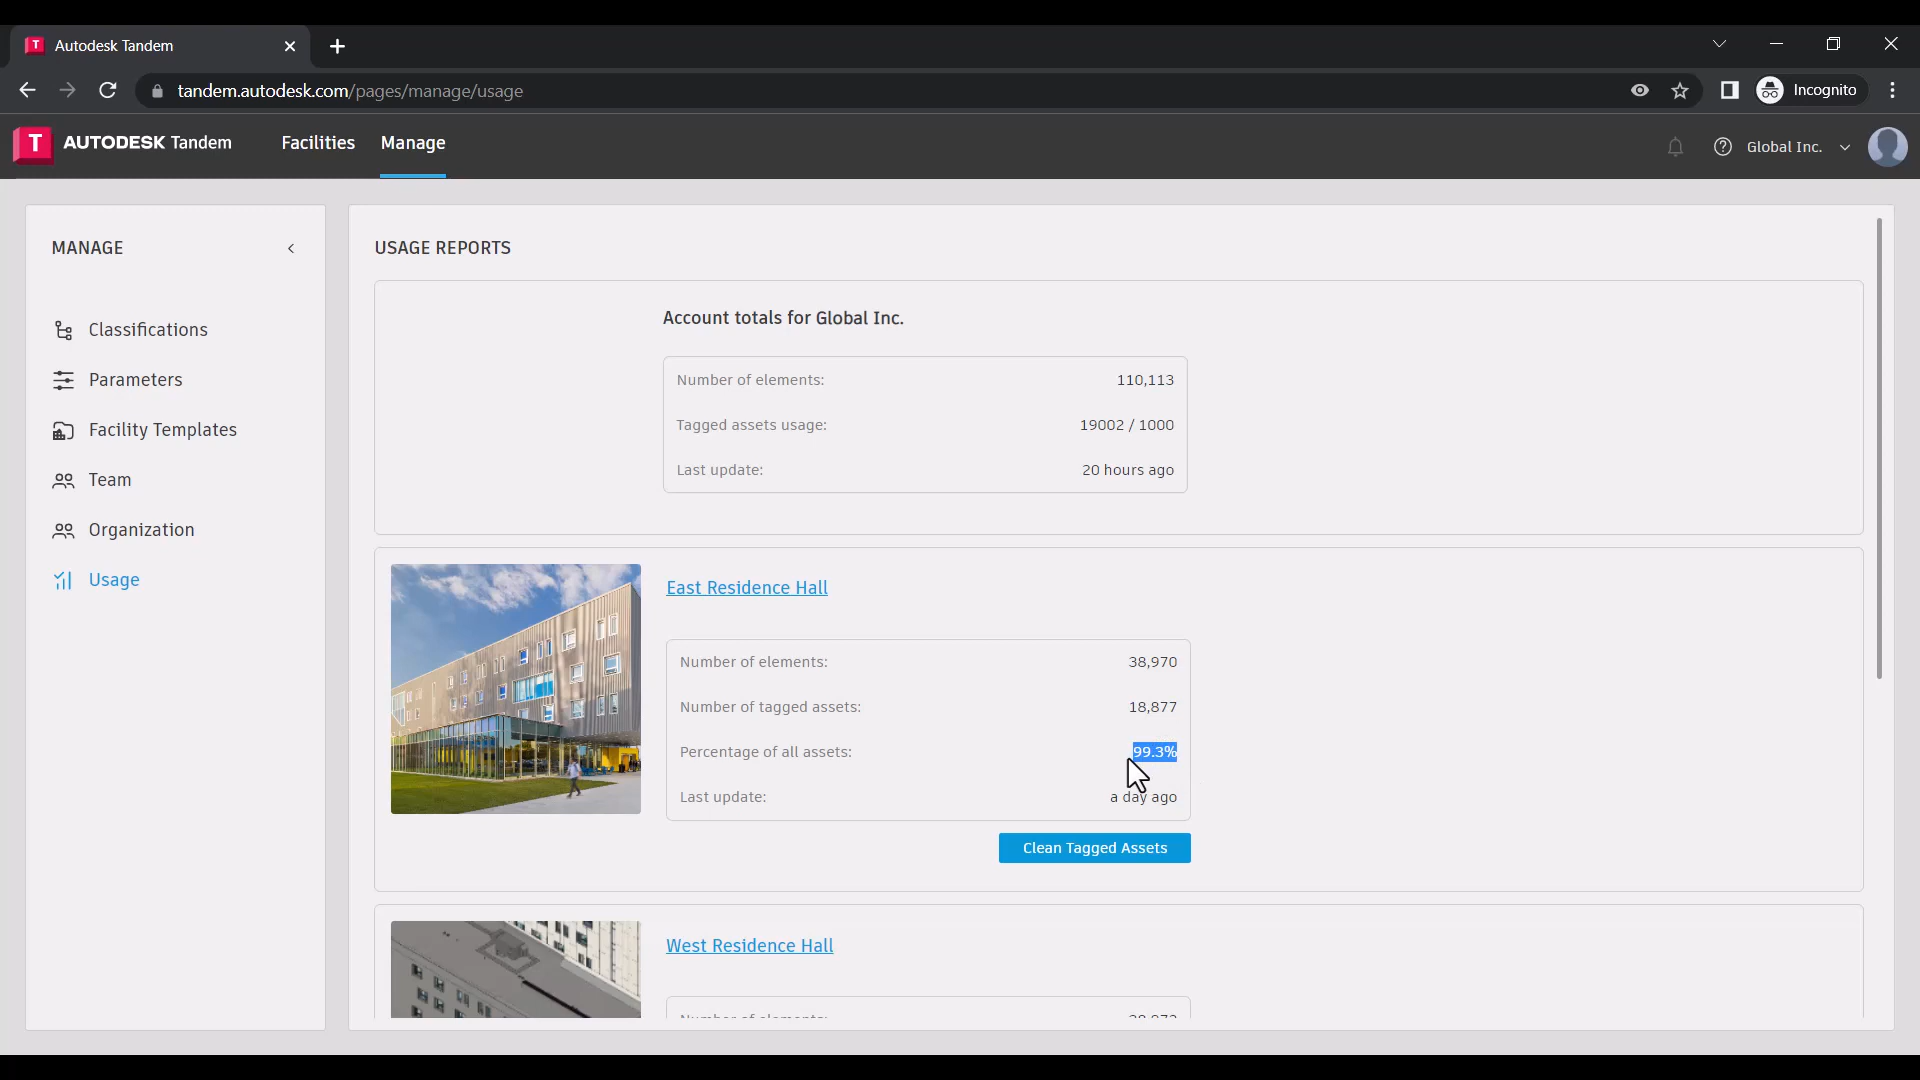 Autodesk Tandem
tandem.autodesk.com/pages/manage/usage
Incognito
T AUTODESK Tandem
Facilities
Manage
Global Inc.
MANAGE
Classifications
Parameters
Facility Templates
Team
Organization
Usage
USAGE REPORTS
Account totals for Global Inc.
Number of elements: 110,113
Tagged assets usage: 19002 / 1000
Last update: 20 hours ago
East Residence Hall
Number of elements: 38,970
Number of tagged assets: 18,877
Percentage of all assets: 99.3%
Last update: a day ago
Clean Tagged Assets
West Residence Hall